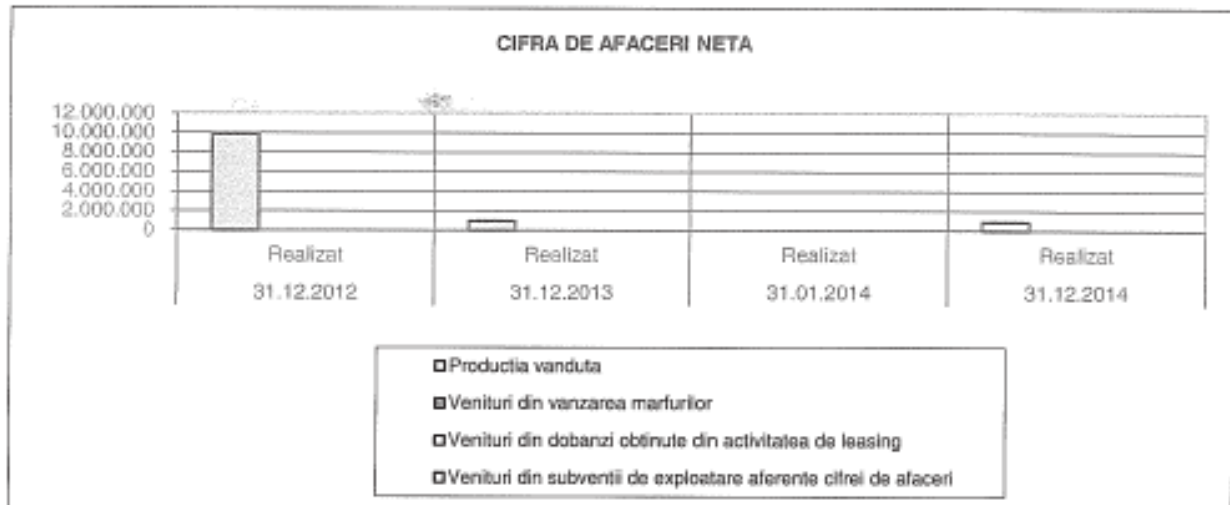 CIFRA DE AFACERI NETA
12.000.000
10.000.000
8.000.000
6.000.000
4.000.000
2.000.000
0
Realizat Realizat Realizat Realizat
31.12.2012 31.12.2013 31.01.2014 31.12.2014
Productia vanduta
Venituri din vanzarea marfurilor
Venituri din dobanzi obtinute din activitatea de leasing
Venituri din subventii de exploatare aferente cifrei de afaceri